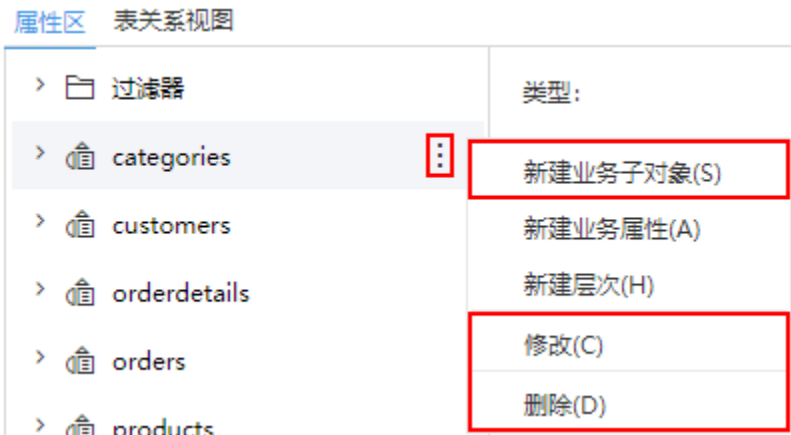 属性区 表关系视图
过滤器
类型:
categories
新建业务子对象(S)
customers
新建业务属性(A)
orderdetails
新建层次(H)
orders
修改(C)
删除(D)
products